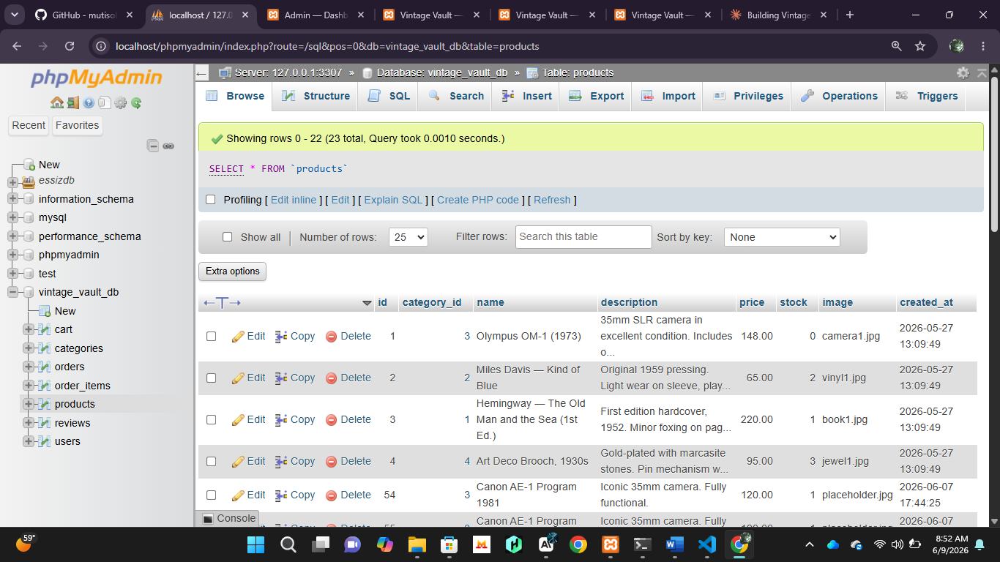 GitHub - mutisol
localhost / 127.0
Admin — Dashb
Vintage Vault —
Vintage Vault —
Vintage Vault —
Building Vintage
localhost/phpmyadmin/index.php?route=/sql&pos=0&db=vintage_vault_db&table=products
phpMyAdmin
Recent
Favorites
New
essizdb
information_schema
mysql
performance_schema
phpmyadmin
test
vintage_vault_db
New
cart
categories
orders
order_items
products
reviews
users
Server: 127.0.0.1:3307 » Database: vintage_vault_db » Table: products
Browse Structure SQL Search Insert Export Import Privileges Operations Triggers
Showing rows 0 - 22 (23 total, Query took 0.0010 seconds.)
SELECT * FROM `products`
Profiling [ Edit inline ] [ Edit ] [ Explain SQL ] [ Create PHP code ] [ Refresh ]
Show all Number of rows: 25 Filter rows: Search this table Sort by key: None
Extra options
id category_id name description price stock image created_at
Edit Copy Delete 1 3 Olympus OM-1 (1973) 35mm SLR camera in excellent condition. Includes o... 148.00 0 camera1.jpg 2026-05-27 13:09:49
Edit Copy Delete 2 2 Miles Davis — Kind of Blue Original 1959 pressing. Light wear on sleeve, play... 65.00 2 vinyl1.jpg 2026-05-27 13:09:49
Edit Copy Delete 3 1 Hemingway — The Old Man and the Sea (1st Ed.) First edition hardcover, 1952. Minor foxing on pag... 220.00 1 book1.jpg 2026-05-27 13:09:49
Edit Copy Delete 4 4 Art Deco Brooch, 1930s Gold-plated with marcasite stones. Pin mechanism w... 95.00 3 jewel1.jpg 2026-05-27 13:09:49
Edit Copy Delete 54 3 Canon AE-1 Program 1981 Iconic 35mm camera. Fully functional. 120.00 1 placeholder.jpg 2026-06-07 17:44:25
Canon AE-1 Program Iconic 35mm camera. Fully 2026-06-07
Console
59°
8:52 AM
6/9/2026